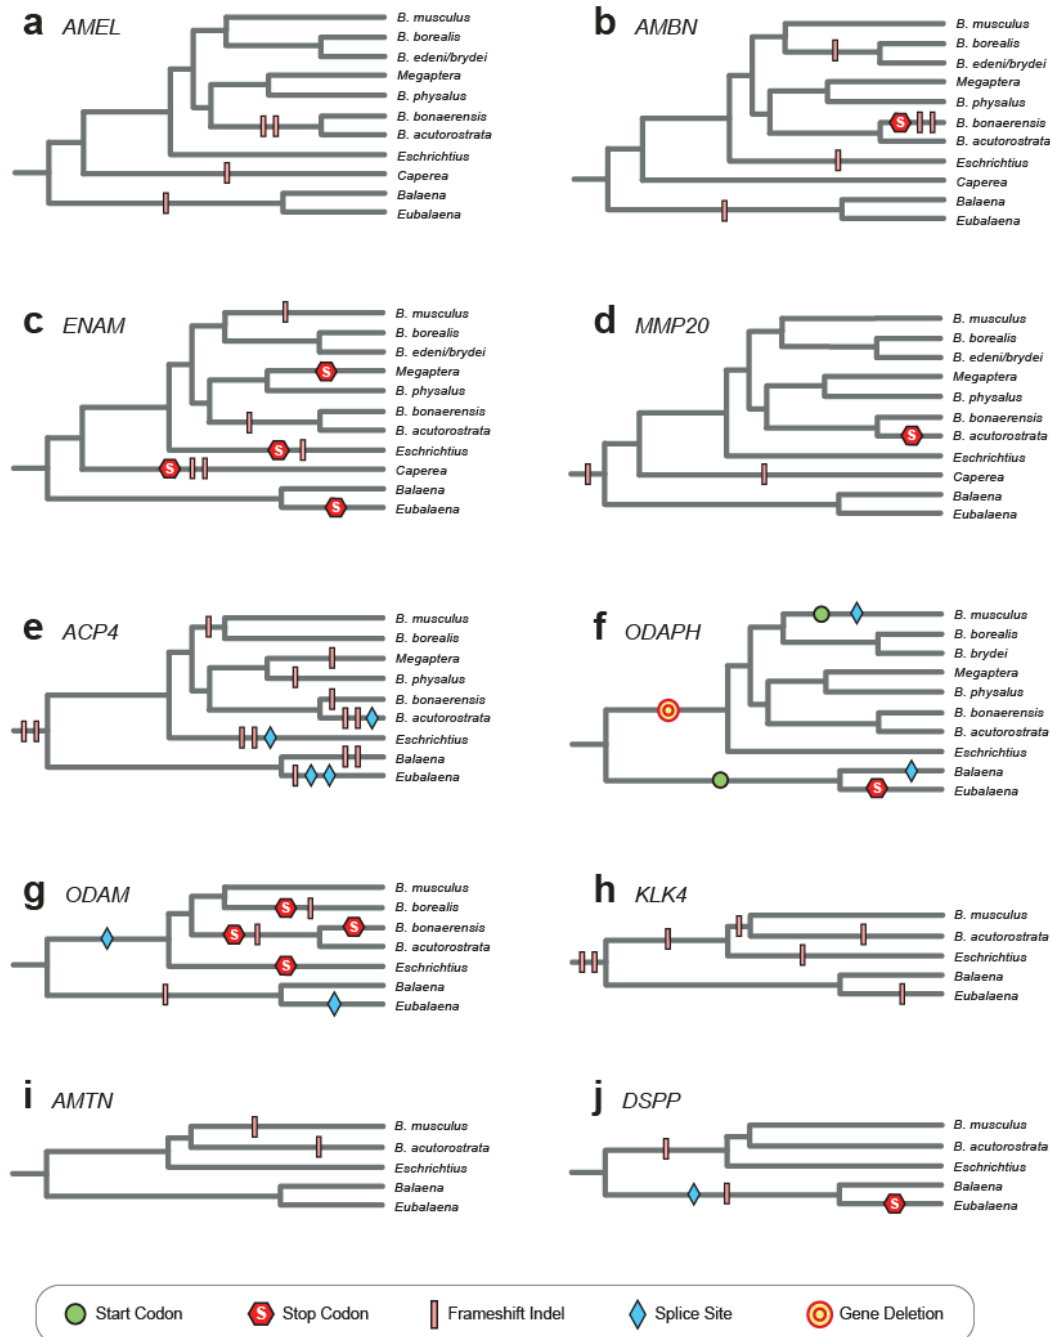 a AMEL
B. musculus
B. borealis
B. edeni/brydei
Megaptera
B. physalus
B. bonaerensis
B. acutorostrata
Eschrichtius
Caperea
Balaena
Eubalaena
b AMBN
B. musculus
B. borealis
B. edeni/brydei
Megaptera
B. physalus
S
B. bonaerensis
B. acutorostrata
Eschrichtius
Caperea
Balaena
Eubalaena
c ENAM
B. musculus
B. borealis
B. edeni/brydei
S
Megaptera
B. physalus
B. bonaerensis
B. acutorostrata
S
Eschrichtius
S
Caperea
Balaena
S
Eubalaena
d MMP20
B. musculus
B. borealis
B. edeni/brydei
Megaptera
B. physalus
B. bonaerensis
S
B. acutorostrata
Eschrichtius
Caperea
Balaena
Eubalaena
e ACP4
B. musculus
B. borealis
Megaptera
B. physalus
B. bonaerensis
B. acutorostrata
Eschrichtius
Balaena
Eubalaena
f ODAPH
B. musculus
B. borealis
B. brydei
Megaptera
B. physalus
B. bonaerensis
B. acutorostrata
Eschrichtius
Balaena
S
Eubalaena
g ODAM
B. musculus
S
B. borealis
S
S
B. bonaerensis
B. acutorostrata
S
Eschrichtius
Balaena
Eubalaena
h KLK4
B. musculus
B. acutorostrata
Eschrichtius
Balaena
Eubalaena
i AMTN
B. musculus
B. acutorostrata
Eschrichtius
Balaena
Eubalaena
j DSPP
B. musculus
B. acutorostrata
Eschrichtius
Balaena
S
Eubalaena
Start Codon
S Stop Codon
Frameshift Indel
Splice Site
Gene Deletion